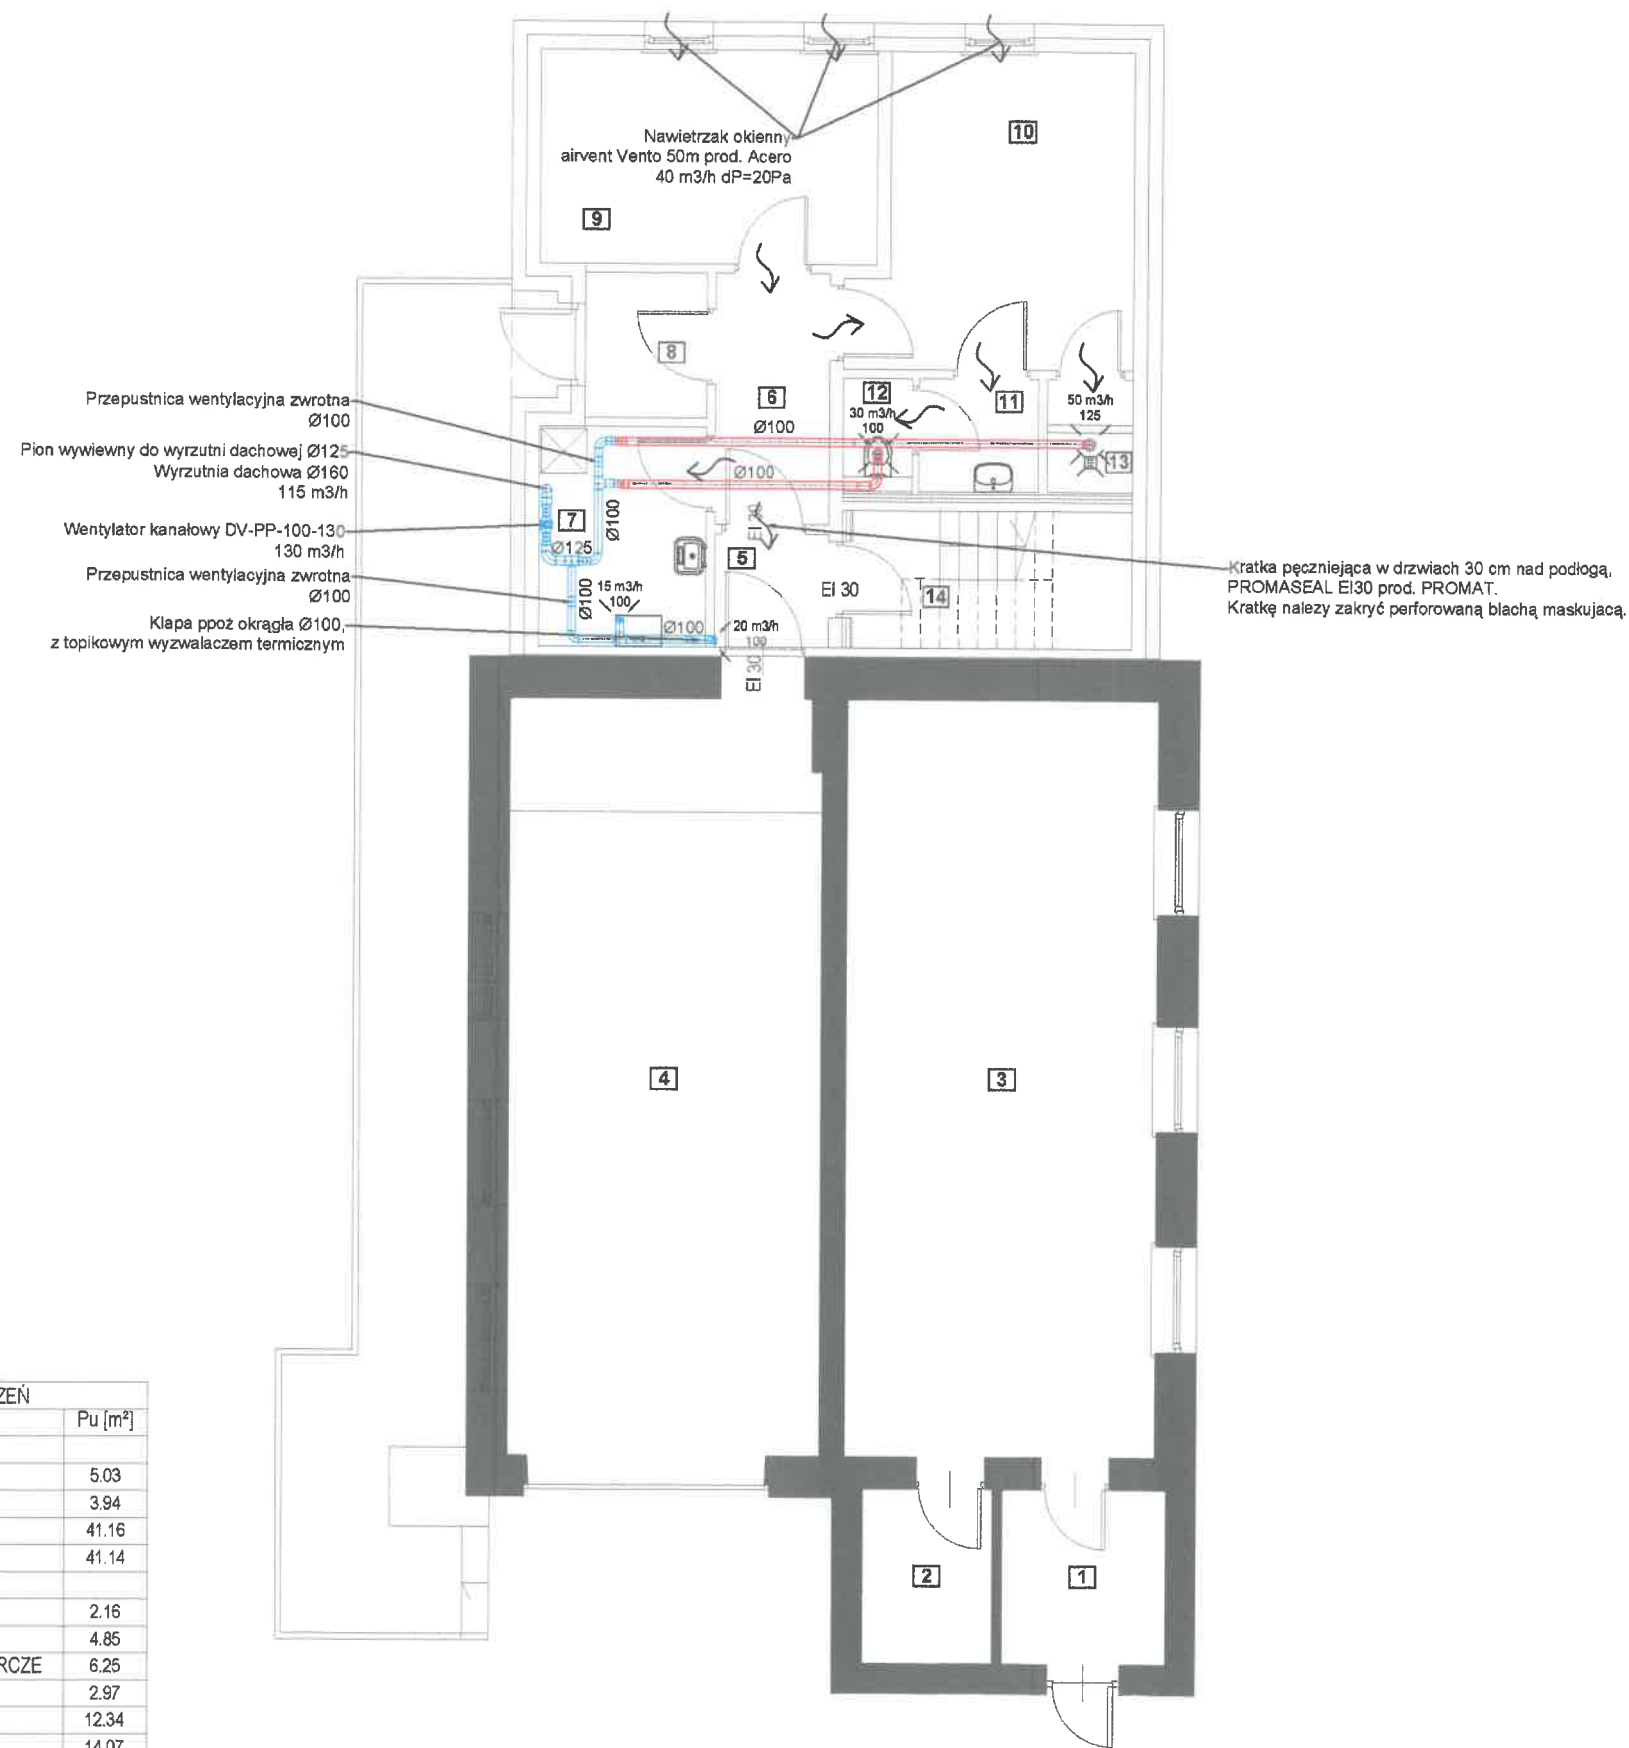 Nawietrzak okienny
airvent Vento 50m prod. Acero
40 m3/h dP=20Pa
10
9
8
6
12
30 m3/h
100
11
50 m3/h
125
13
Ø100
Ø100
Przepustnica wentylacyjna zwrotna
Ø100
Pion wywiewny do wyrzutni dachowej Ø125
Wyrzutnia dachowa Ø160
115 m3/h
Wentylator kanałowy DV-PP-100-130
130 m3/h
Przepustnica wentylacyjna zwrotna
Ø100
Klapa ppoż okrągła Ø100,
z topikowym wyzwalaczem termicznym
7
Ø125
Ø100
Ø100
15 m3/h
100
Ø100
20 m3/h
100
5
EI 30
EI 30
14
Kratka pęczniejąca w drzwiach 30 cm nad podłogą,
PROMASEAL EI30 prod. PROMAT.
Kratkę nalezy zakryć perforowaną blachą maskujacą.
4
3
2
1
ZEŃ
Pu [m²]
5.03
3.94
41.16
41.14
2.16
4.85
RCZE 6.25
2.97
12.34
14.07